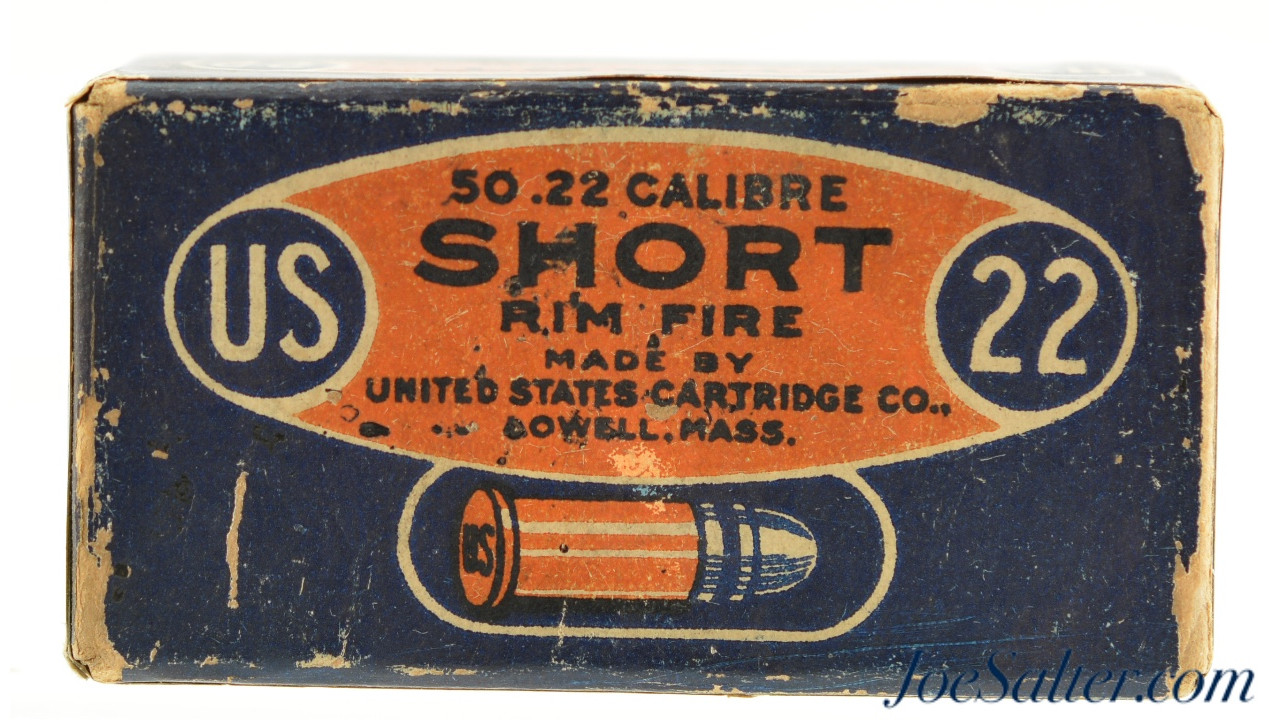 50 .22 CALIBRE
SHORT
RIM FIRE
MADE BY
UNITED STATES CARTRIDGE CO.,
LOWELL, MASS.
US
22
US
JoeSalter.com